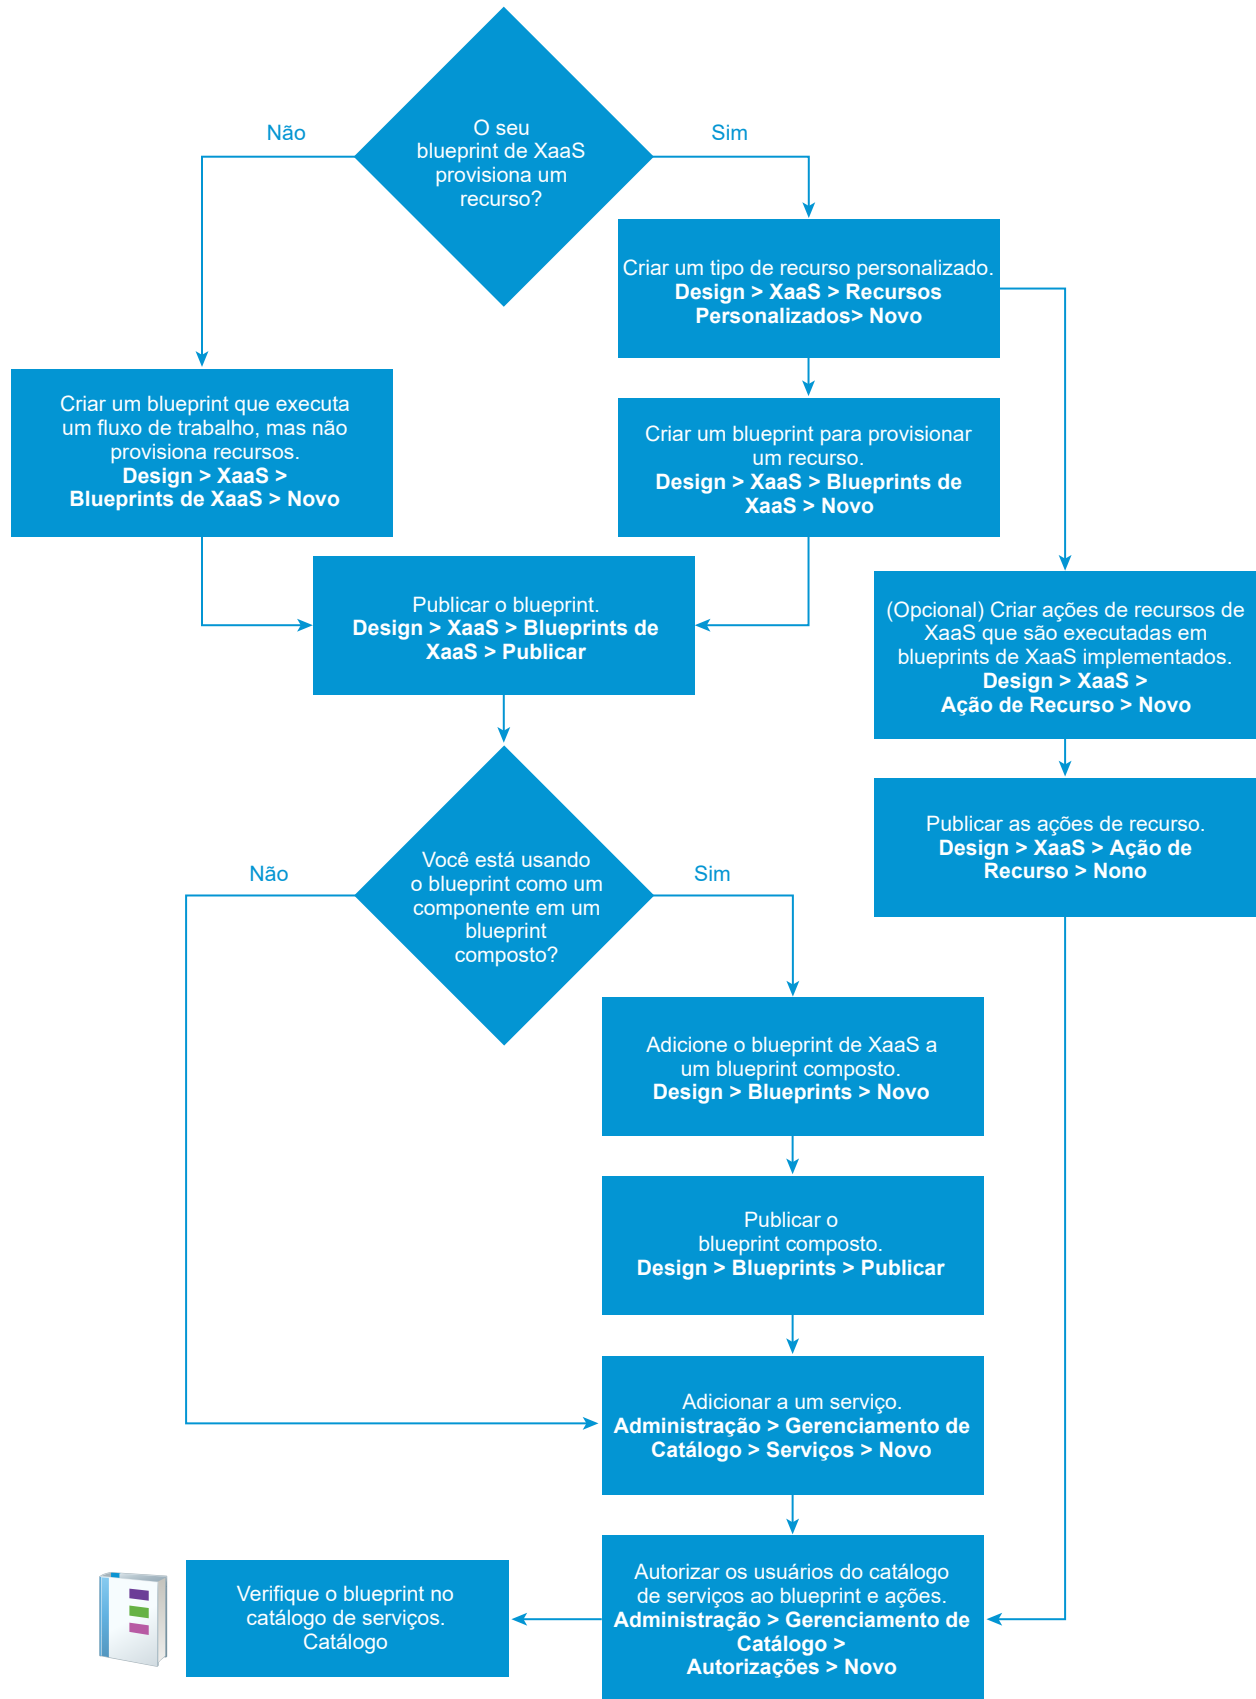 O seu
blueprint de XaaS
provisiona um
recurso?
Não
Sim
Criar um tipo de recurso personalizado.
Design > XaaS > Recursos
Personalizados> Novo
Criar um blueprint que executa
um fluxo de trabalho, mas não
provisiona recursos.
Design > XaaS >
Blueprints de XaaS > Novo
Criar um blueprint para provisionar
um recurso.
Design > XaaS > Blueprints de
XaaS > Novo
Publicar o blueprint.
Design > XaaS > Blueprints de
XaaS > Publicar
(Opcional) Criar ações de recursos de
XaaS que são executadas em
blueprints de XaaS implementados.
Design > XaaS >
Ação de Recurso > Novo
Publicar as ações de recurso.
Design > XaaS > Ação de
Recurso > Nono
Você está usando
o blueprint como um
componente em um
blueprint
composto?
Não
Sim
Adicione o blueprint de XaaS a
um blueprint composto.
Design > Blueprints > Novo
Publicar o
blueprint composto.
Design > Blueprints > Publicar
Adicionar a um serviço.
Administração > Gerenciamento de
Catálogo > Serviços > Novo
Autorizar os usuários do catálogo
de serviços ao blueprint e ações.
Administração > Gerenciamento de
Catálogo >
Autorizações > Novo
Verifique o blueprint no
catálogo de serviços.
Catálogo